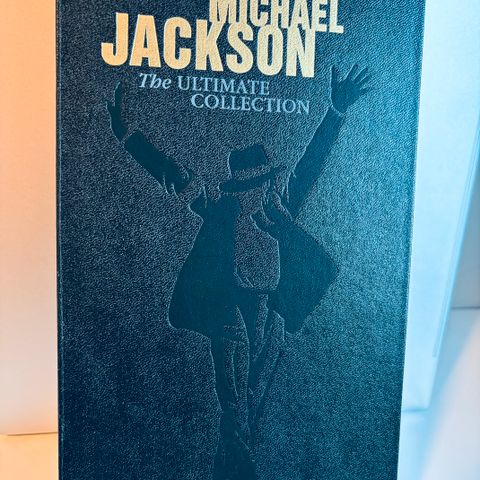 MICHAEL
JACKSON
The ULTIMATE
COLLECTION